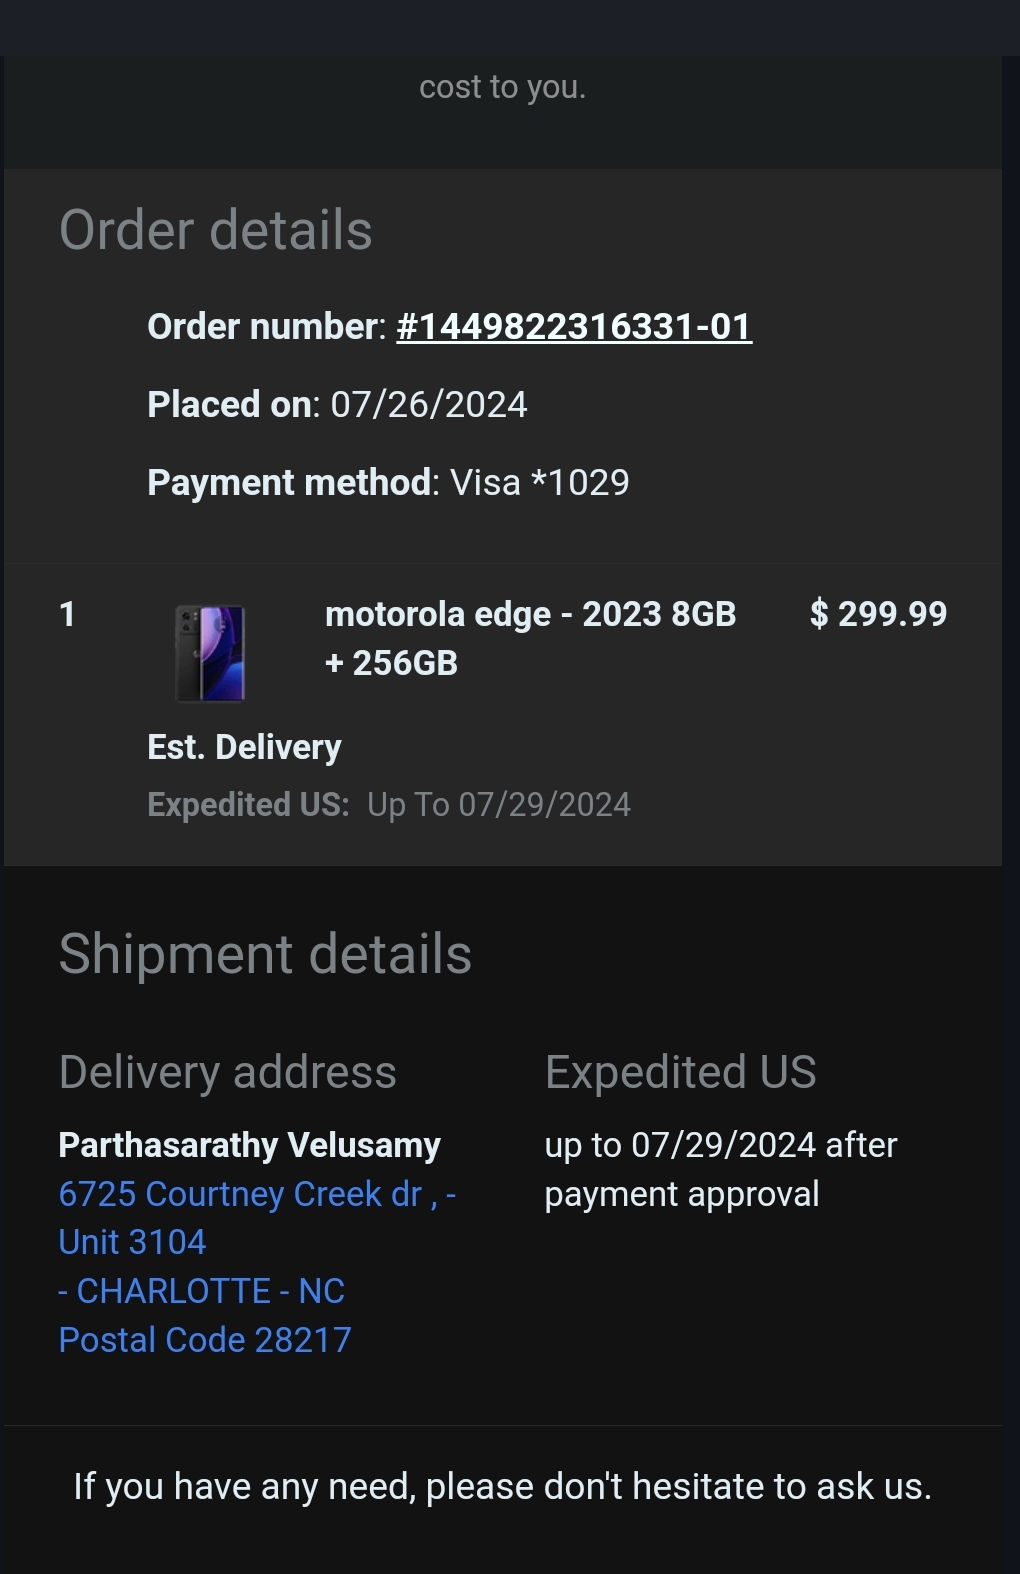 cost to you.
Order details
Order number: #1449822316331-01
Placed on: 07/26/2024
Payment method: Visa *1029
1
motorola edge - 2023 8GB
+ 256GB
$ 299.99
Est. Delivery
Expedited US: Up To 07/29/2024
Shipment details
Delivery address
Parthasarathy Velusamy
6725 Courtney Creek dr , -
Unit 3104
- CHARLOTTE - NC
Postal Code 28217
Expedited US
up to 07/29/2024 after
payment approval
If you have any need, please don't hesitate to ask us.